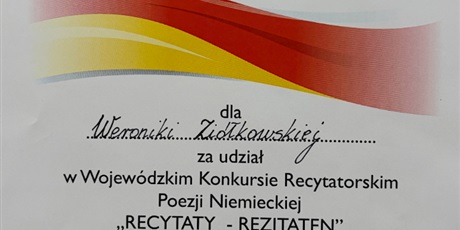 dla
Weroniki Ziółkowskiej
za udział
w Wojewódzkim Konkursie Recytatorskim
Poezji Niemieckiej
„RECYTATY - REZITATEN"